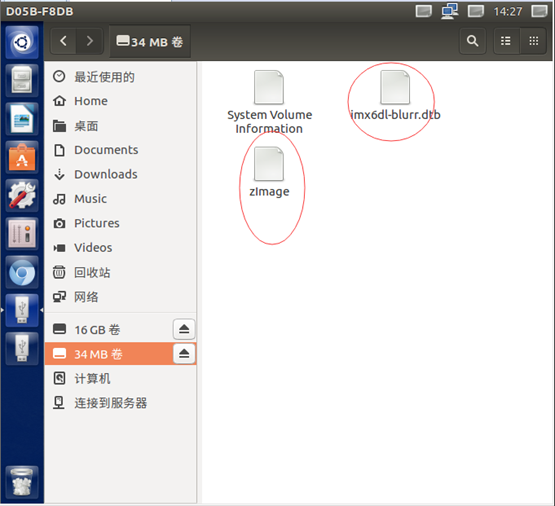 D05B-F8DB
14:27
34 MB 卷
最近使用的
Home
桌面
Documents
Downloads
Music
Pictures
Videos
回收站
网络
16 GB 卷
34 MB 卷
计算机
连接到服务器
System Volume
Information
imx6dl-blurr.dtb
zImage